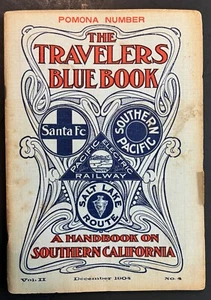 POMONA NUMBER
THE
TRAVELERS
BLUE BOOK
Santa Fe
SOUTHERN
PACIFIC
PACIFIC ELECTRIC
RAILWAY
SALT LAKE
ROUTE
A HANDBOOK ON
SOUTHERN CALIFORNIA
Vol. II December 1904 No. 4